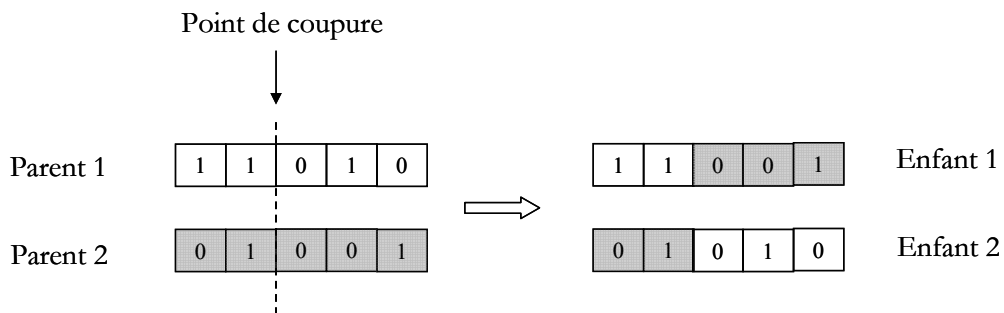 Point de coupure
Parent 1 1 1 0 1 0 1 1 0 0 1 Enfant 1
Parent 2 0 1 0 0 1 0 1 0 1 0 Enfant 2